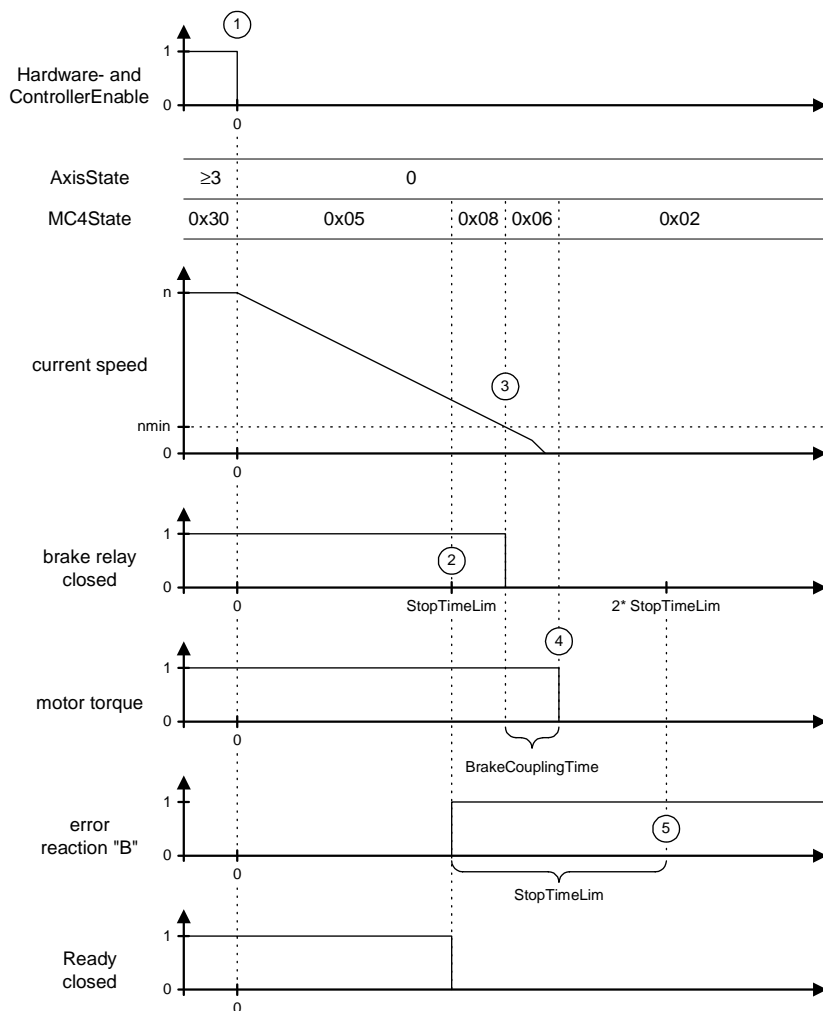 1
1
Hardware- and
ControllerEnable
0
0
AxisState
≥3
0
MC4State
0x30
0x05
0x08
0x06
0x02
n
current speed
3
nmin
0
0
1
brake relay
closed
2
0
0
StopTimeLim
2* StopTimeLim
4
1
motor torque
0
0
BrakeCouplingTime
1
error
reaction "B"
5
0
0
StopTimeLim
1
Ready
closed
0
0